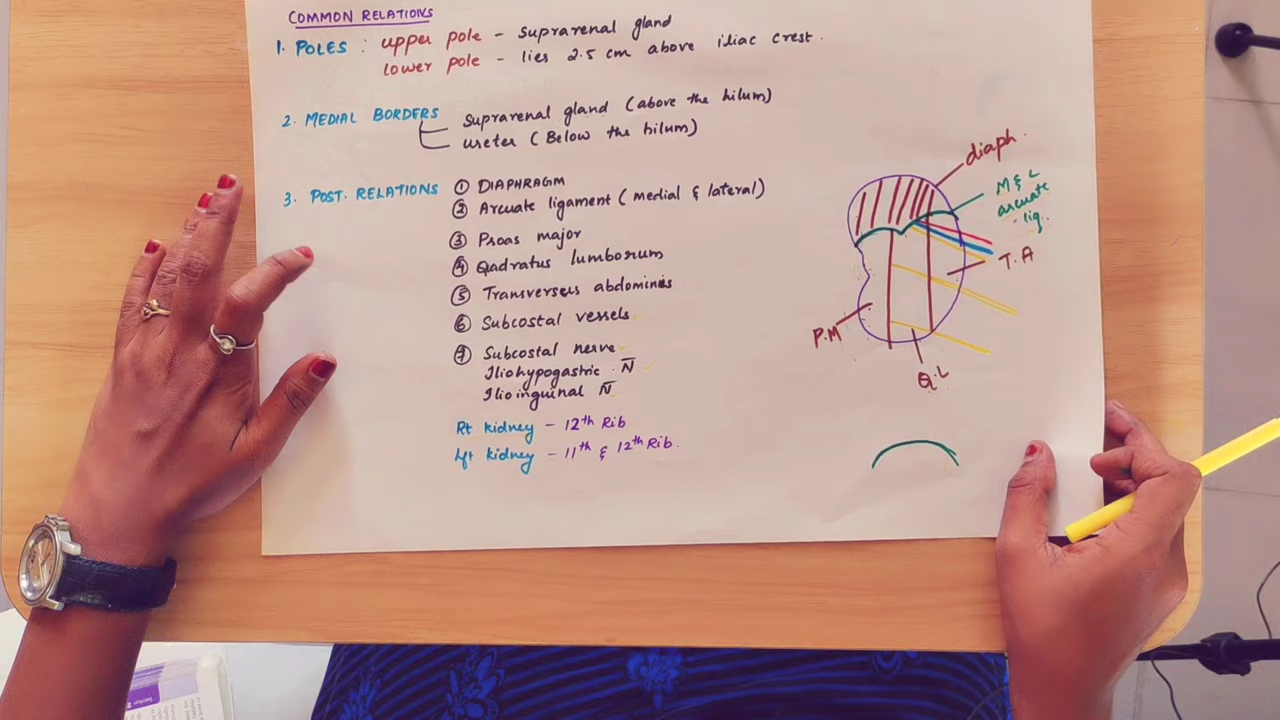 COMMON RELATIONS
1. POLES : upper pole - Suprarenal gland
lower pole - lies 2.5 cm above iliac crest.
2. MEDIAL BORDERS Suprarenal gland (above the hilum)
ureter (Below the hilum)
3. POST. RELATIONS ① DIAPHRAGM
② Arcuate ligament (medial & lateral)
③ Psoas major
④ Quadratus lumborum
⑤ Transversus abdominis
⑥ Subcostal vessels
⑦ Subcostal nerve
Iliohypogastric N̅
Ilioinguinal N̅
Rt kidney - 12th Rib
Lft kidney - 11th & 12th Rib.
diaph.
M & L
arcuate
lig.
T.A
P.M
Q.L